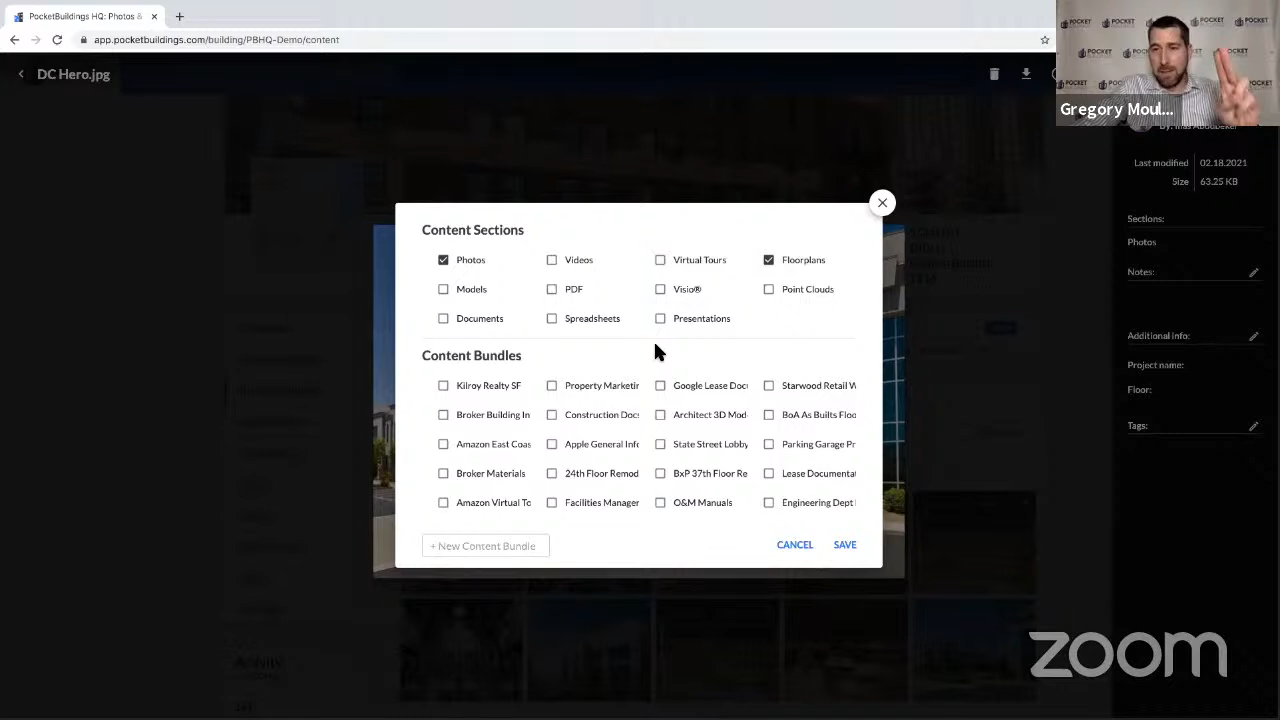 PocketBuildings HQ: Photos &
app.pocketbuildings.com/building/PBHQ-Demo/content
DC Hero.jpg
POCKET
Gregory Moul...
Last modified 02.18.2021
Size 63.25 KB
Sections:
Photos
Notes:
Additional info:
Project name:
Floor:
Tags:
Content Sections
Photos Videos Virtual Tours Floorplans
Models PDF Visio® Point Clouds
Documents Spreadsheets Presentations
Content Bundles
Kilroy Realty SF Property Marketin Google Lease Docu Starwood Retail W
Broker Building In Construction Docs Architect 3D Mod BoA As Builts Floo
Amazon East Coas Apple General Info State Street Lobby Parking Garage Pr
Broker Materials 24th Floor Remod BxP 37th Floor Re Lease Documentat
Amazon Virtual To Facilities Manager O&M Manuals Engineering Dept
+ New Content Bundle
CANCEL SAVE
Activity
zoom